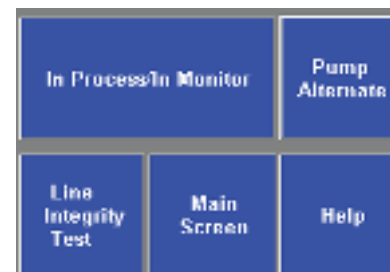 In Process/In Monitor
Pump
Alternate
Line
Integrity
Test
Main
Screen
Help